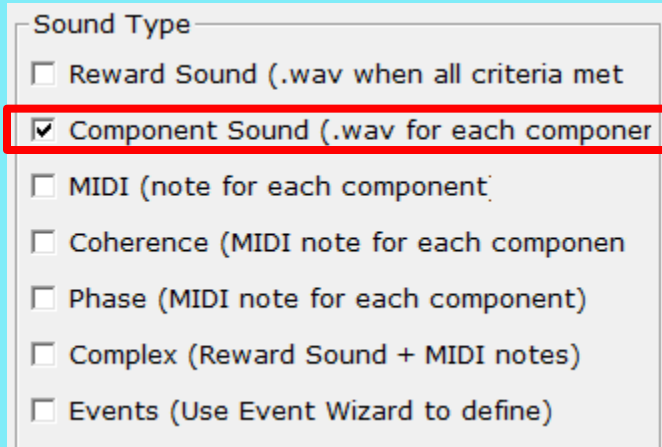 Sound Type
Reward Sound (.wav when all criteria met
Component Sound (.wav for each componer
MIDI (note for each component)
Coherence (MIDI note for each componen
Phase (MIDI note for each component)
Complex (Reward Sound + MIDI notes)
Events (Use Event Wizard to define)